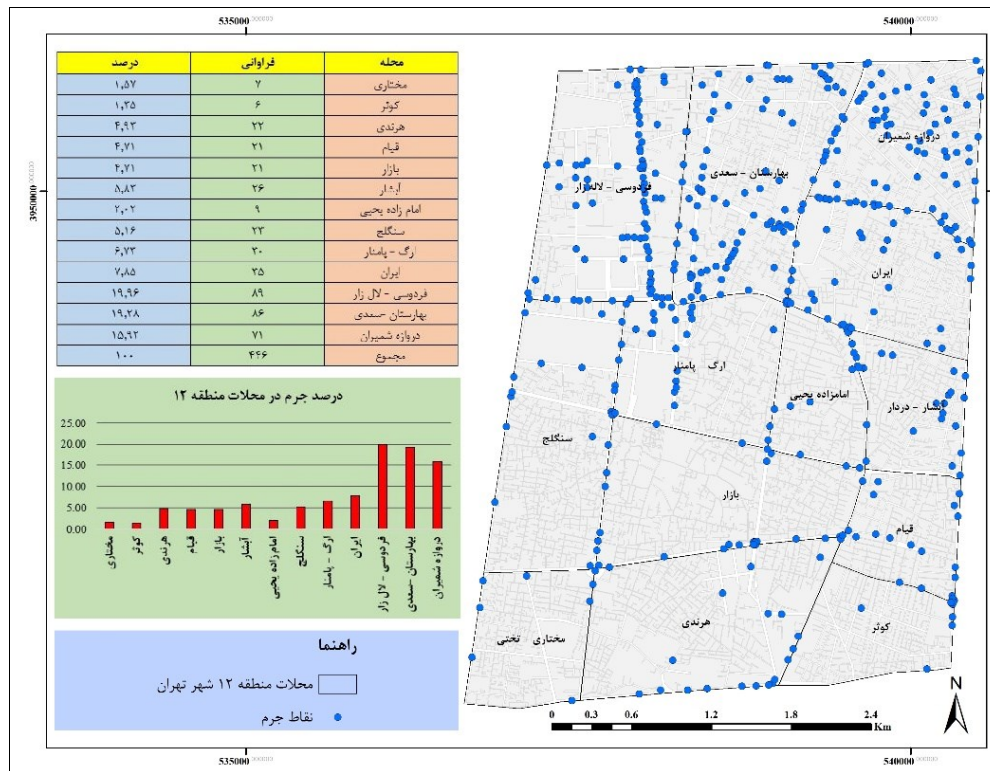 535000
540000
3950000
3950000
محله فراوانی درصد
مختاری ۷ ۱,۵۷
کوثر ۶ ۱,۳۵
هرندی ۲۲ ۴,۹۳
قیام ۲۱ ۴,۷۱
بازار ۲۱ ۴,۷۱
آبشار ۲۶ ۵,۸۳
امام زاده یحیی ۹ ۲,۰۲
سنگلج ۲۳ ۵,۱۶
ارگ - پامنار ۳۰ ۶,۷۳
ایران ۳۵ ۷,۸۵
فردوسی - لال زار ۸۹ ۱۹,۹۶
بهارستان -سعدی ۸۶ ۱۹,۲۸
دروازه شمیران ۷۱ ۱۵,۹۲
مجموع ۴۴۶ ۱۰۰
درصد جرم در محلات منطقه ۱۲
25.00
20.00
15.00
10.00
5.00
0.00
مختاری
کوثر
هرندی
قیام
بازار
آبشار
امام زاده یحیی
سنگلج
ارگ - پامنار
ایران
فردوسی - لال زار
بهارستان -سعدی
دروازه شمیران
راهنما
محلات منطقه ۱۲ شهر تهران
نقاط جرم
دروازه شمیران
بهارستان - سعدی
فردوسی - لاله زار
ایران
ارگ پامنار
امامزاده یحیی
آبشار - دردار
سنگلج
بازار
قیام
هرندی
کوثر
مختاری تختی
N
0 0.3 0.6 1.2 1.8 2.4
Km
535000
540000